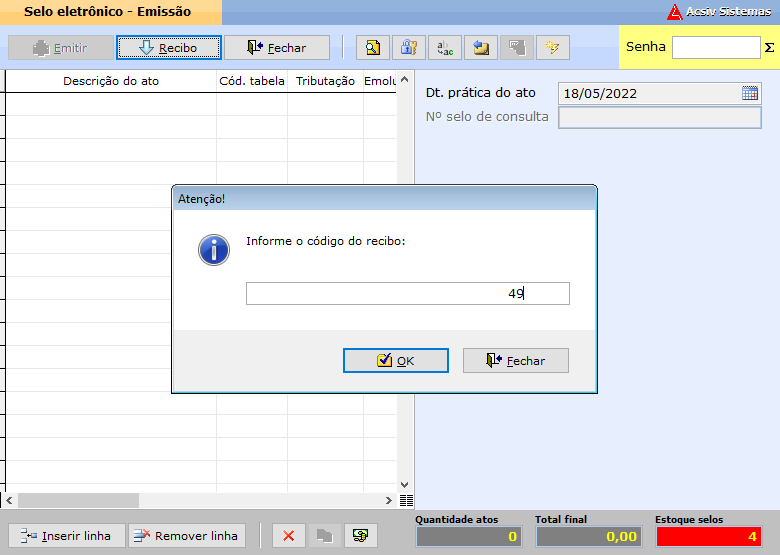 Selo eletrônico - Emissão
Acsiv Sistemas
Emitir
Recibo
Fechar
ab
ac
Senha
Σ
Descrição do ato
Cód. tabela
Tributação
Emolu
Dt. prática do ato
18/05/2022
Nº selo de consulta
Atenção!
Informe o código do recibo:
49
OK
Fechar
Inserir linha
Remover linha
Quantidade atos
0
Total final
0,00
Estoque selos
4